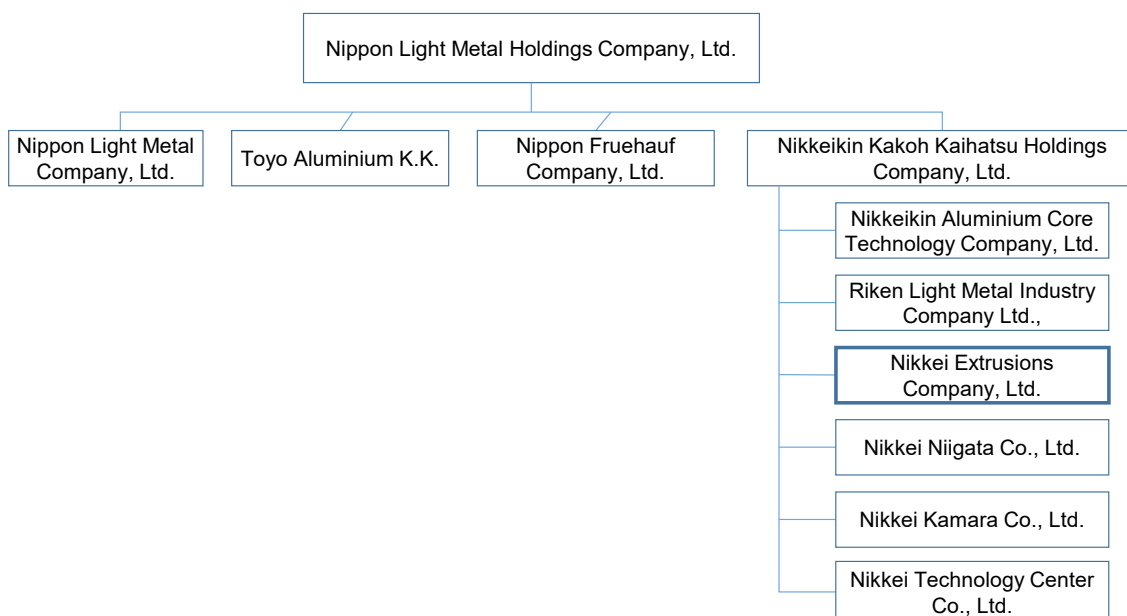 Nippon Light Metal Holdings Company, Ltd.
Nippon Light Metal
Company, Ltd.
Toyo Aluminium K.K.
Nippon Fruehauf
Company, Ltd.
Nikkeikin Kakoh Kaihatsu Holdings
Company, Ltd.
Nikkeikin Aluminium Core
Technology Company, Ltd.
Riken Light Metal Industry
Company Ltd.,
Nikkei Extrusions
Company, Ltd.
Nikkei Niigata Co., Ltd.
Nikkei Kamara Co., Ltd.
Nikkei Technology Center
Co., Ltd.